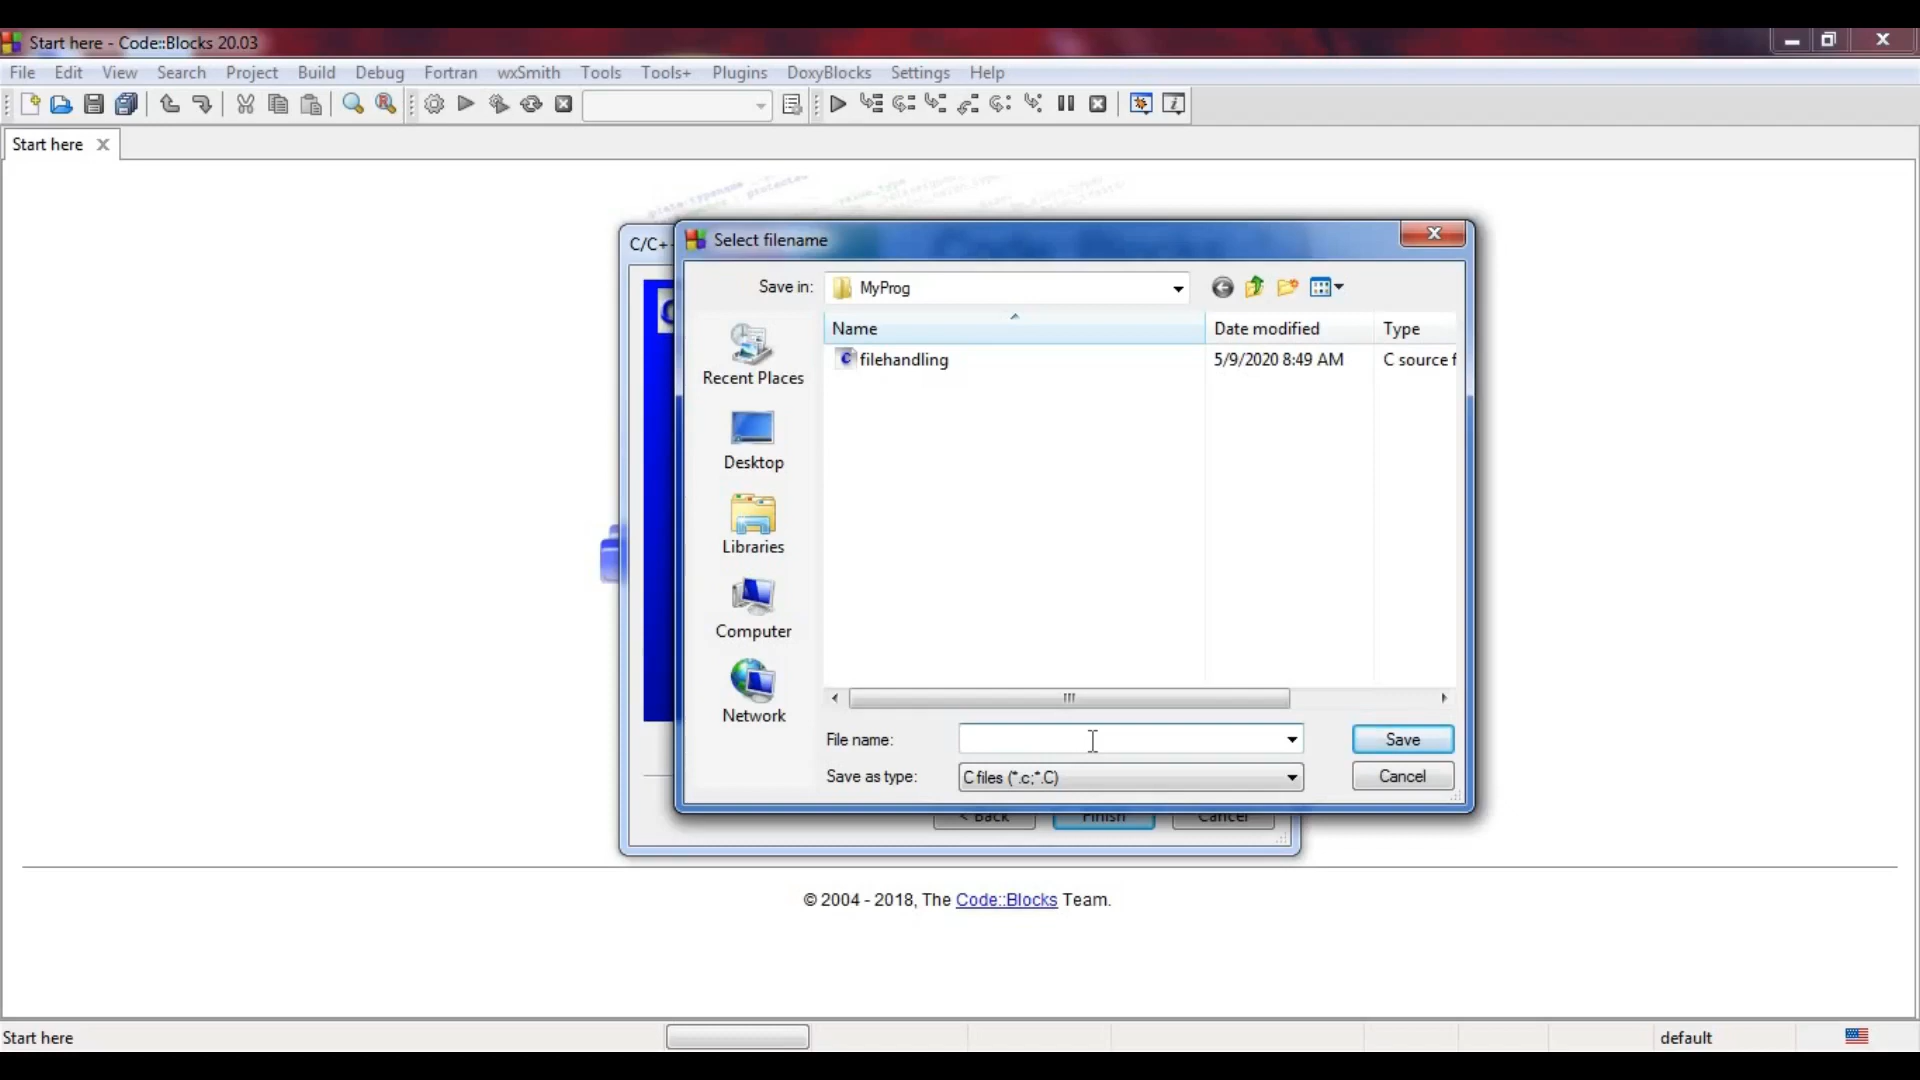 Start here - Code::Blocks 20.03
File Edit View Search Project Build Debug Fortran wxSmith Tools Tools+ Plugins DoxyBlocks Settings Help
Start here
C/C+
Select filename
Save in: MyProg
Name Date modified Type
filehandling 5/9/2020 8:49 AM C source f
Recent Places
Desktop
Libraries
Computer
Network
File name: Save
Save as type: C files (*.c;*.C) Cancel
< Back Finish Cancel
© 2004 - 2018, The Code::Blocks Team.
Start here default